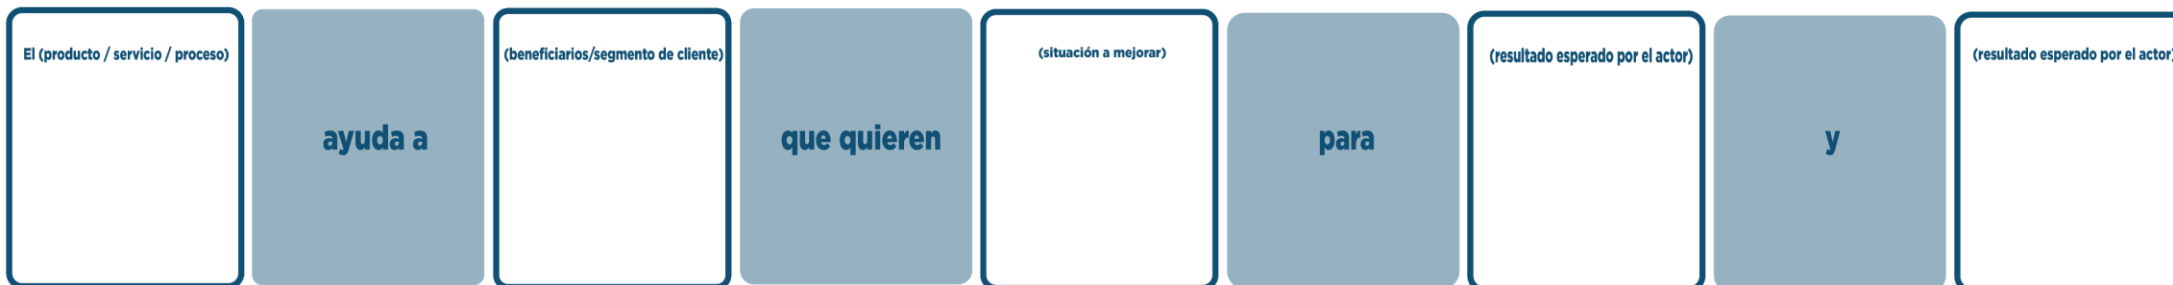 El (producto / servicio / proceso)
ayuda a
(beneficiarios/segmento de cliente)
que quieren
(situación a mejorar)
para
(resultado esperado por el actor)
y
(resultado esperado por el actor)